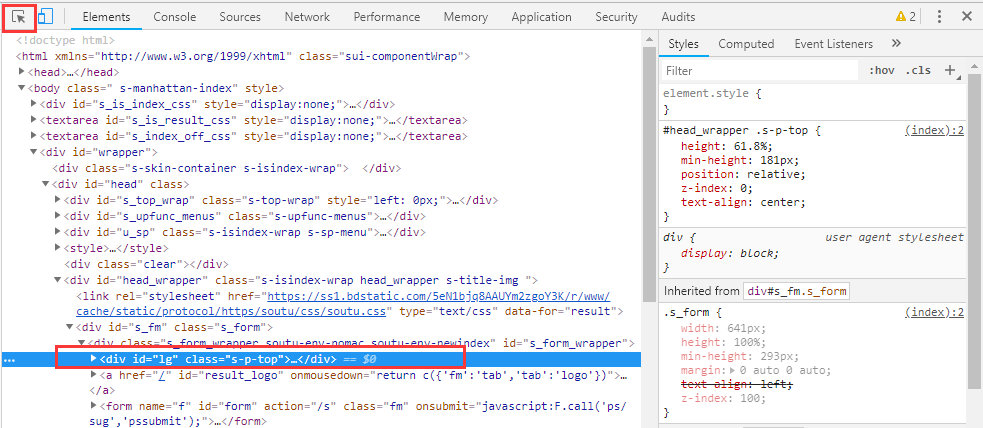 Elements Console Sources Network Performance Memory Application Security Audits 2
<!doctype html>
<html xmlns="http://www.w3.org/1999/xhtml" class="sui-componentWrap">
<head>…</head>
<body class=" s-manhattan-index" style>
<div id="s_is_index_css" style="display:none;">…</div>
<textarea id="s_is_result_css" style="display:none;">…</textarea>
<textarea id="s_index_off_css" style="display:none;">…</textarea>
<div id="wrapper">
<div class="s-skin-container s-isindex-wrap"> </div>
<div id="head" class>
<div id="s_top_wrap" class="s-top-wrap" style="left: 0px;">…</div>
<div id="s_upfunc_menus" class="s-upfunc-menus">…</div>
<div id="u_sp" class="s-isindex-wrap s-sp-menu">…</div>
<style>…</style>
<div class="clear"></div>
<div id="head_wrapper" class="s-isindex-wrap head_wrapper s-title-img ">
<link rel="stylesheet" href="https://ss1.bdstatic.com/5eN1bjq8AAUYm2zgoY3K/r/www/
cache/static/protocol/https/soutu/css/soutu.css" type="text/css" data-for="result">
<div id="s_fm" class="s_form">
<div class="s_form_wrapper soutu-env-nomac soutu-env-newindex" id="s_form_wrapper">
… <div id="lg" class="s-p-top">…</div> == $0
<a href="/" id="result_logo" onmousedown="return c({'fm':'tab','tab':'logo'})">…
</a>
<form name="f" id="form" action="/s" class="fm" onsubmit="javascript:F.call('ps/
sug','pssubmit');">…</form>
Styles Computed Event Listeners »
Filter :hov .cls +
element.style {
}
#head_wrapper .s-p-top { (index):2
height: 61.8%;
min-height: 181px;
position: relative;
z-index: 0;
text-align: center;
}
div { user agent stylesheet
display: block;
}
Inherited from div#s_fm.s_form
.s_form { (index):2
width: 641px;
height: 100%;
min-height: 293px;
margin: 0 auto 0 auto;
text-align: left;
z-index: 100;